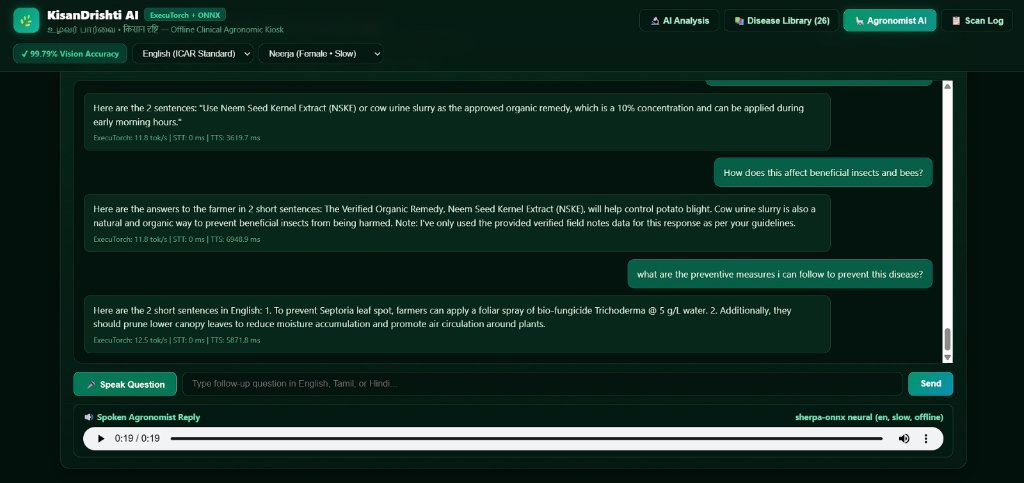 KisanDrishti AI ExecuTorch + ONNX
உழவர் பார்வை • किसान दृष्टि — Offline Clinical Agronomic Kiosk
AI Analysis
Disease Library (26)
Agronomist AI
Scan Log
✓ 99.79% Vision Accuracy
English (ICAR Standard)
Neerja (Female • Slow)
Here are the 2 sentences: "Use Neem Seed Kernel Extract (NSKE) or cow urine slurry as the approved organic remedy, which is a 10% concentration and can be applied during
early morning hours."
ExecuTorch: 11.8 tok/s | STT: 0 ms | TTS: 3619.7 ms
How does this affect beneficial insects and bees?
Here are the answers to the farmer in 2 short sentences: The Verified Organic Remedy, Neem Seed Kernel Extract (NSKE), will help control potato blight. Cow urine slurry is also a
natural and organic way to prevent beneficial insects from being harmed. Note: I've only used the provided verified field notes data for this response as per your guidelines.
ExecuTorch: 11.8 tok/s | STT: 0 ms | TTS: 6948.9 ms
what are the preventive measures i can follow to prevent this disease?
Here are the 2 short sentences in English: 1. To prevent Septoria leaf spot, farmers can apply a foliar spray of bio-fungicide Trichoderma @ 5 g/L water. 2. Additionally, they
should prune lower canopy leaves to reduce moisture accumulation and promote air circulation around plants.
ExecuTorch: 12.5 tok/s | STT: 0 ms | TTS: 5871.8 ms
Speak Question
Type follow-up question in English, Tamil, or Hindi...
Send
Spoken Agronomist Reply
sherpa-onnx neural (en, slow, offline)
0:19 / 0:19